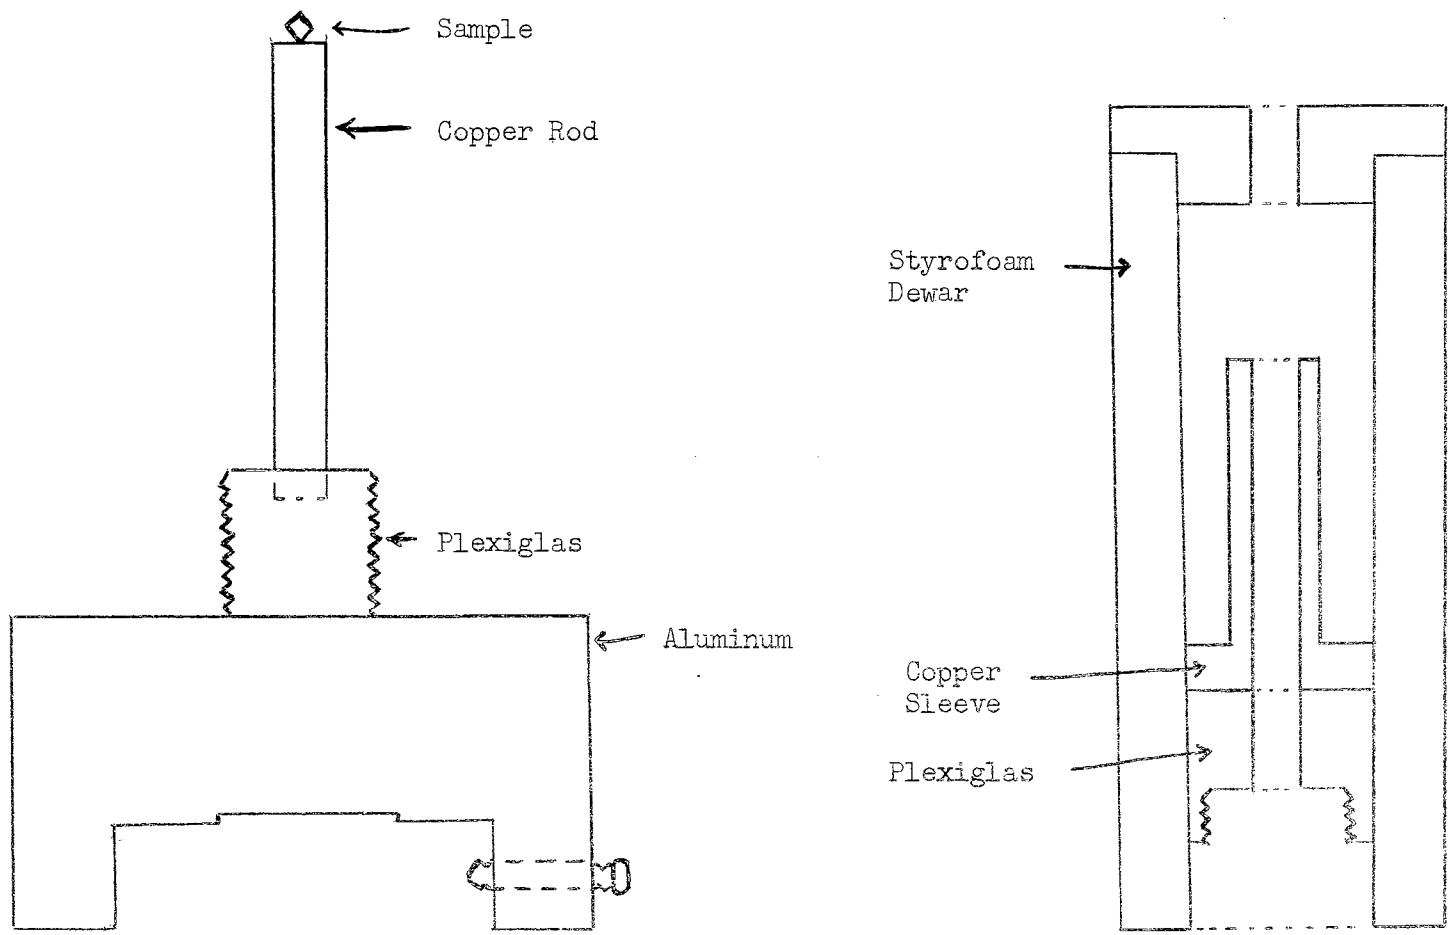 Sample
Copper Rod
Plexiglas
Aluminum
Styrofoam
Dewar
Copper
Sleeve
Plexiglas